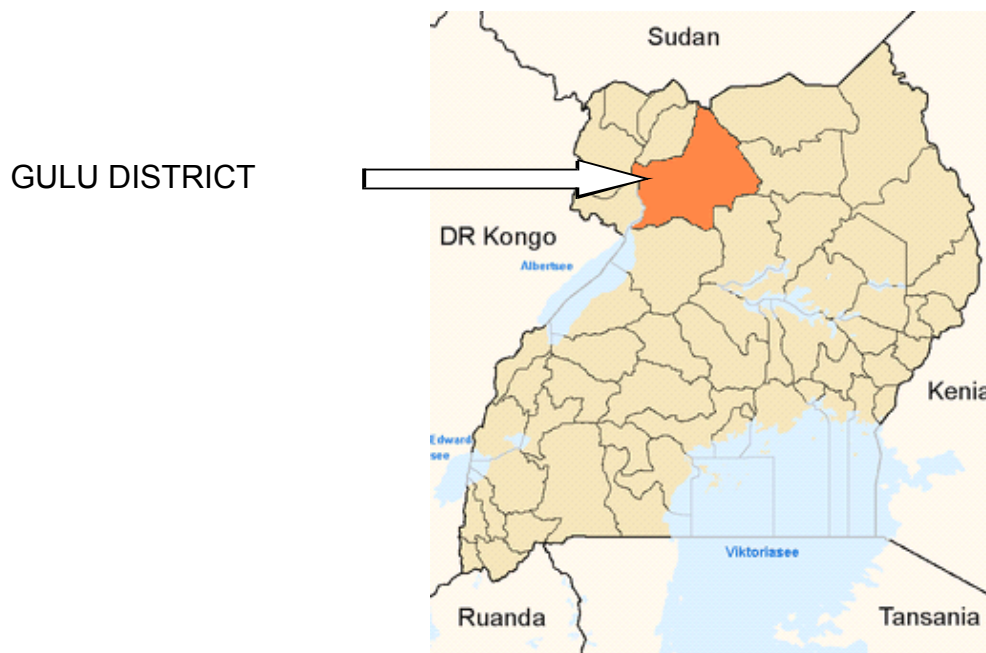 Sudan
GULU DISTRICT
DR Kongo
Albertsee
Kenia
Edward
see
Viktoriasee
Ruanda
Tansania